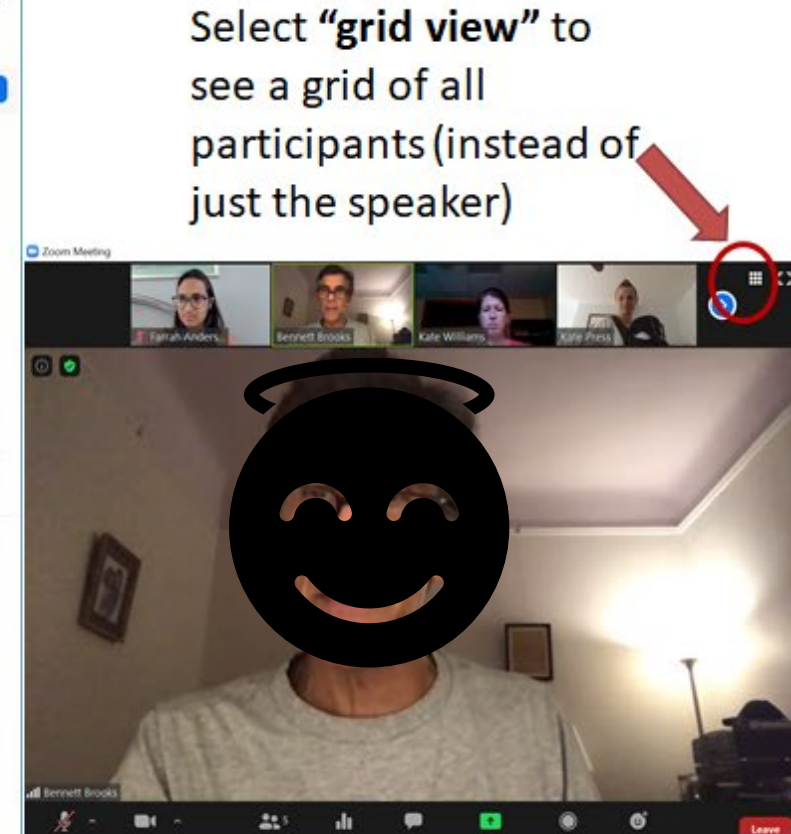 Select “grid view” to
see a grid of all
participants (instead of
just the speaker)
Zoom Meeting
Farrah Anders
Bennett Brooks
Kate Williams
Kate Press
Bennett Brooks
5
Leave